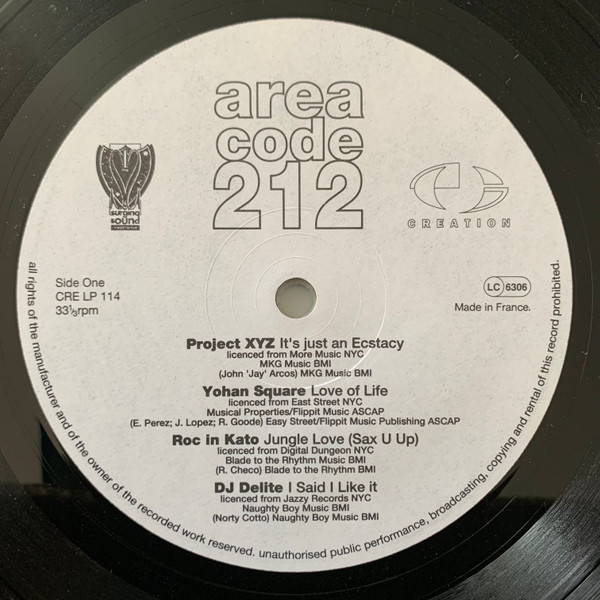 area
code
212
surging
sound
CREATION
Side One
CRE LP 114
33⅓rpm
LC 6306
Made in France.
Project XYZ It's just an Ecstacy
licenced from More Music NYC
MKG Music BMI
(John 'Jay' Arcos) MKG Music BMI
Yohan Square Love of Life
licenced from East Street NYC
Musical Properties/Flippit Music ASCAP
(E. Perez; J. Lopez; R. Goode) Easy Street/Flippit Music Publishing ASCAP
Roc in Kato Jungle Love (Sax U Up)
licenced from Digital Dungeon NYC
Blade to the Rhythm Music BMI
(R. Checo) Blade to the Rhythm BMI
DJ Delite I Said I Like it
licenced from Jazzy Records NYC
Naughty Boy Music BMI
(Norty Cotto) Naughty Boy Music BMI
all rights of the manufacturer and of the owner of the recorded work reserved. unauthorised public performance, broadcasting, copying and rental of this record prohibited.